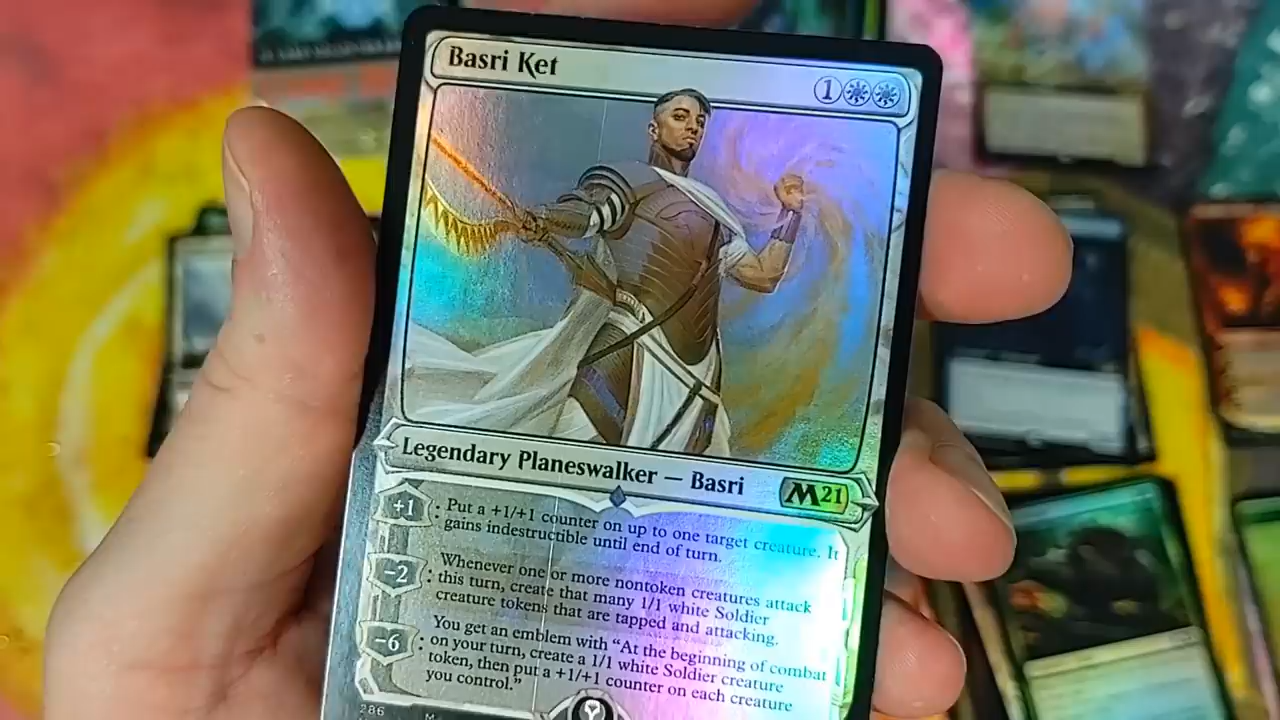 Basri Ket
1
Legendary Planeswalker — Basri
M21
+1 : Put a +1/+1 counter on up to one target creature. It
gains indestructible until end of turn.
−2 : Whenever one or more nontoken creatures attack
this turn, create that many 1/1 white Soldier
creature tokens that are tapped and attacking.
−6 : You get an emblem with “At the beginning of combat
on your turn, create a 1/1 white Soldier creature
token, then put a +1/+1 counter on each creature
you control.”
286 M